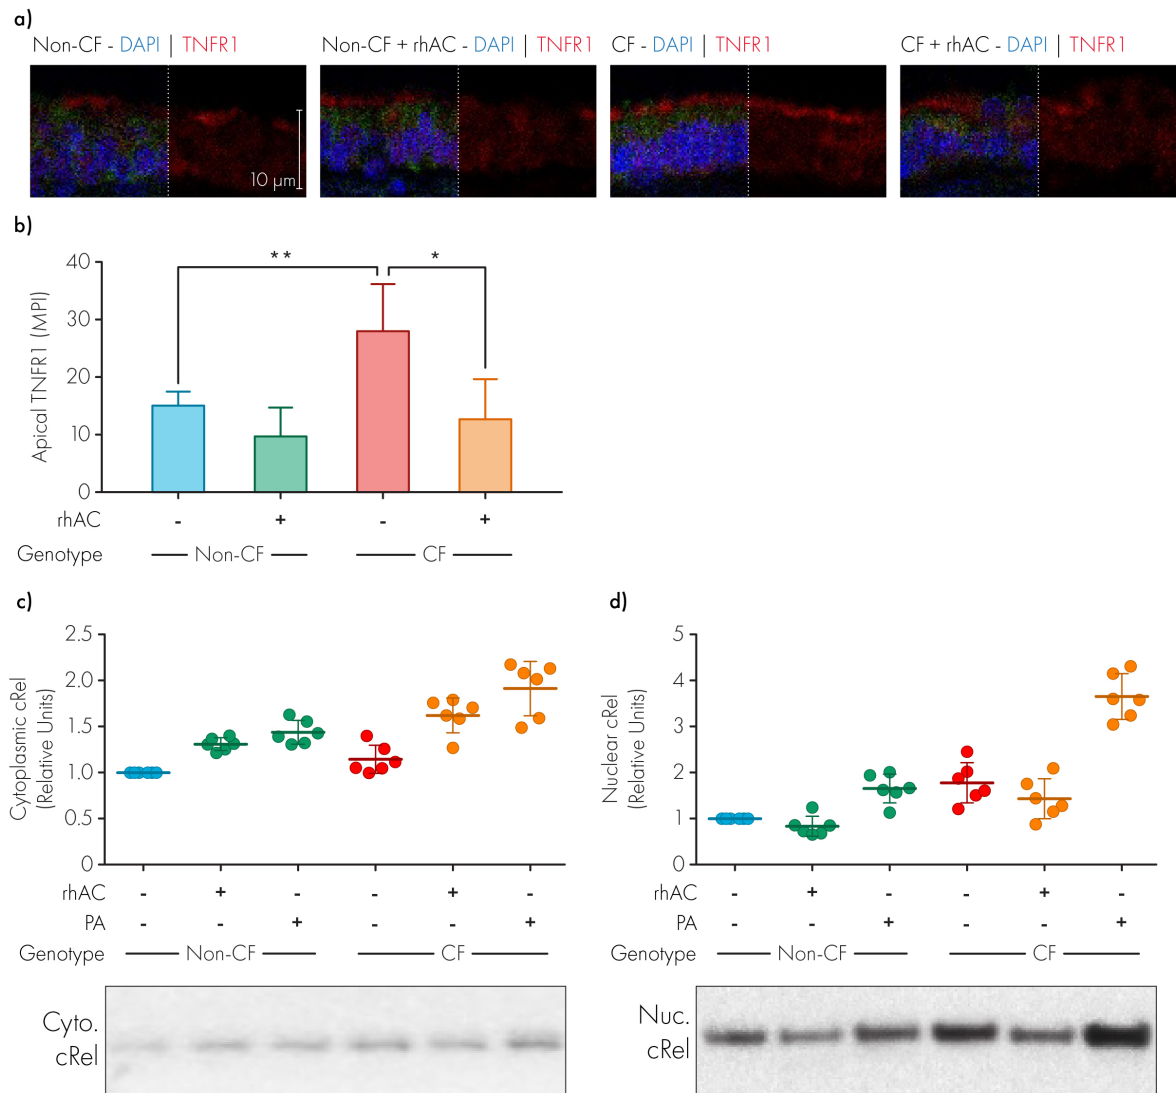 a)
Non-CF - DAPI | TNFR1
Non-CF + rhAC - DAPI | TNFR1
CF - DAPI | TNFR1
CF + rhAC - DAPI | TNFR1
10 µm
b)
Apical TNFR1 (MPI)
40
30
20
10
0
** *
rhAC - + - +
Genotype Non-CF CF
c)
Cytoplasmic cRel
(Relative Units)
2.5
2.0
1.5
1.0
0.5
0
rhAC - + - - + -
PA - - + - - +
Genotype Non-CF CF
Cyto.
cRel
d)
Nuclear cRel
(Relative Units)
5
4
3
2
1
0
rhAC - + - - + -
PA - - + - - +
Genotype Non-CF CF
Nuc.
cRel